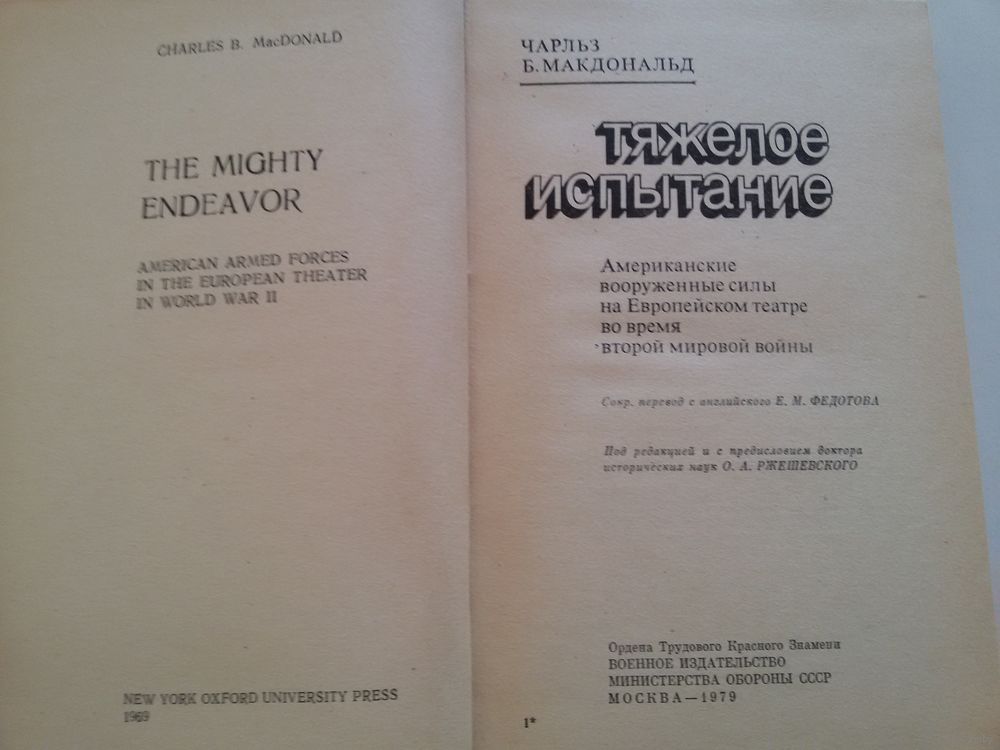 CHARLES B. MacDONALD
THE MIGHTY
ENDEAVOR
AMERICAN ARMED FORCES
IN THE EUROPEAN THEATER
IN WORLD WAR II
NEW YORK OXFORD UNIVERSITY PRESS
1969
ЧАРЛЬЗ
Б. МАКДОНАЛЬД
ТЯЖЕЛОЕ
ИСПЫТАНИЕ
Американские
вооруженные силы
на Европейском театре
во время
второй мировой войны
Сокр. перевод с английского Е. М. ФЕДОТОВА
Под редакцией и с предисловием доктора
исторических наук О. А. РЖЕШЕВСКОГО
Ордена Трудового Красного Знамени
ВОЕННОЕ ИЗДАТЕЛЬСТВО
МИНИСТЕРСТВА ОБОРОНЫ СССР
МОСКВА — 1979
1*